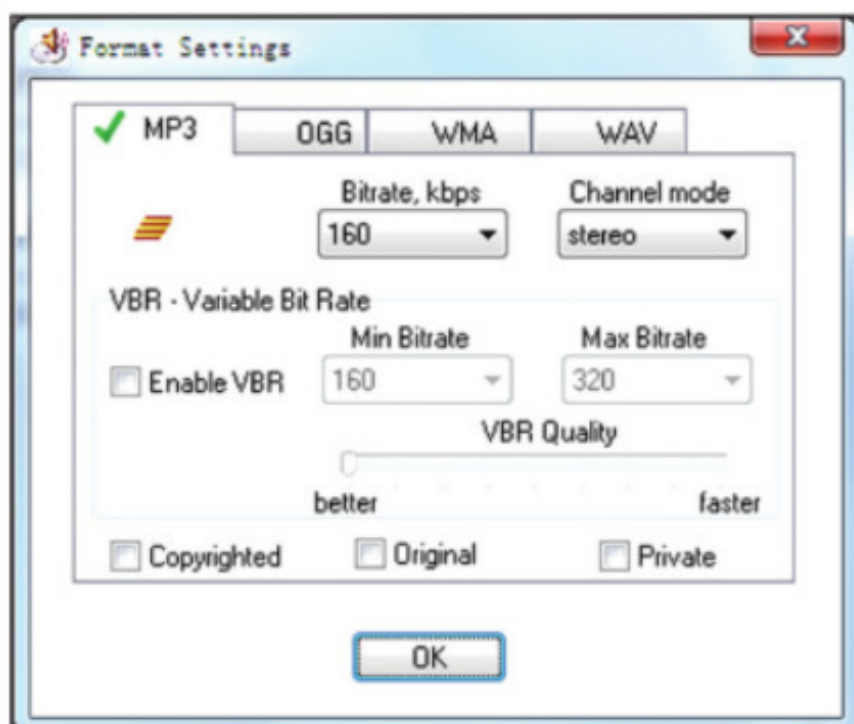 Format Settings
MP3 OGG WMA WAV
Bitrate, kbps Channel mode
160 stereo
VBR - Variable Bit Rate
Min Bitrate Max Bitrate
Enable VBR 160 320
VBR Quality
better faster
Copyrighted Original Private
OK